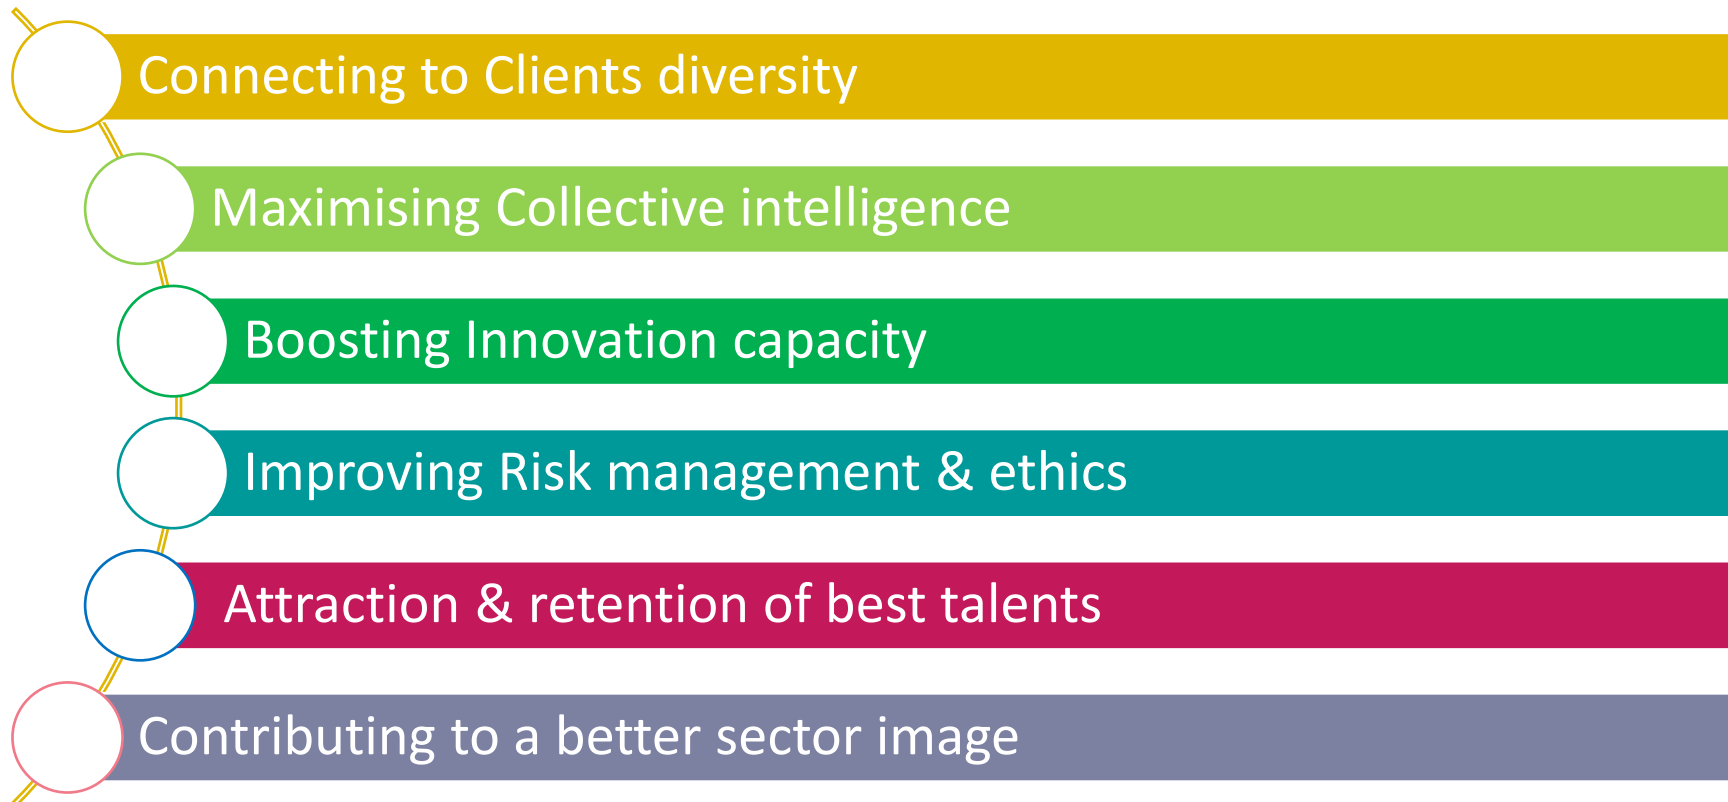 Connecting to Clients diversity
Maximising Collective intelligence
Boosting Innovation capacity
Improving Risk management & ethics
Attraction & retention of best talents
Contributing to a better sector image